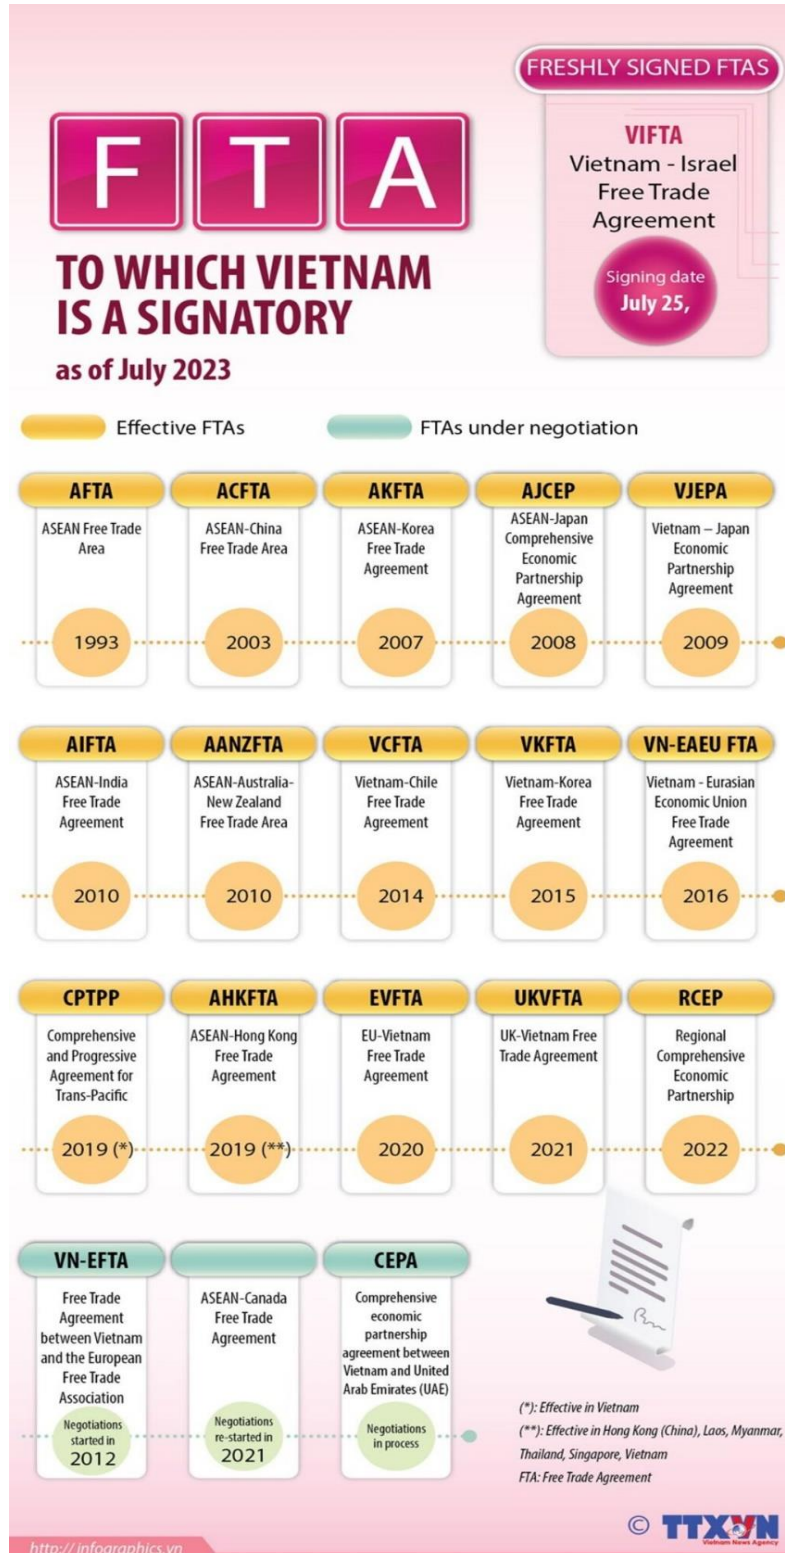 FRESHLY SIGNED FTAS
VIFTA
Vietnam - Israel
Free Trade
Agreement
Signing date
July 25,
F T A
TO WHICH VIETNAM
IS A SIGNATORY
as of July 2023
Effective FTAs
FTAs under negotiation
AFTA
ASEAN Free Trade
Area
1993
ACFTA
ASEAN-China
Free Trade Area
2003
AKFTA
ASEAN-Korea
Free Trade
Agreement
2007
AJCEP
ASEAN-Japan
Comprehensive
Economic
Partnership
Agreement
2008
VJEPA
Vietnam – Japan
Economic
Partnership
Agreement
2009
AIFTA
ASEAN-India
Free Trade
Agreement
2010
AANZFTA
ASEAN-Australia-
New Zealand
Free Trade Area
2010
VCFTA
Vietnam-Chile
Free Trade
Agreement
2014
VKFTA
Vietnam-Korea
Free Trade
Agreement
2015
VN-EAEU FTA
Vietnam - Eurasian
Economic Union
Free Trade
Agreement
2016
CPTPP
Comprehensive
and Progressive
Agreement for
Trans-Pacific
2019 (*)
AHKFTA
ASEAN-Hong Kong
Free Trade
Agreement
2019 (**)
EVFTA
EU-Vietnam
Free Trade
Agreement
2020
UKVFTA
UK-Vietnam Free
Trade Agreement
2021
RCEP
Regional
Comprehensive
Economic
Partnership
2022
VN-EFTA
Free Trade
Agreement
between Vietnam
and the European
Free Trade
Association
Negotiations
started in
2012
ASEAN-Canada
Free Trade
Agreement
Negotiations
re-started in
2021
CEPA
Comprehensive
economic
partnership
agreement between
Vietnam and United
Arab Emirates (UAE)
Negotiations
in process
(*): Effective in Vietnam
(**): Effective in Hong Kong (China), Laos, Myanmar,
Thailand, Singapore, Vietnam
FTA: Free Trade Agreement
© TTXVN
Vietnam News Agency
http://infographics.vn